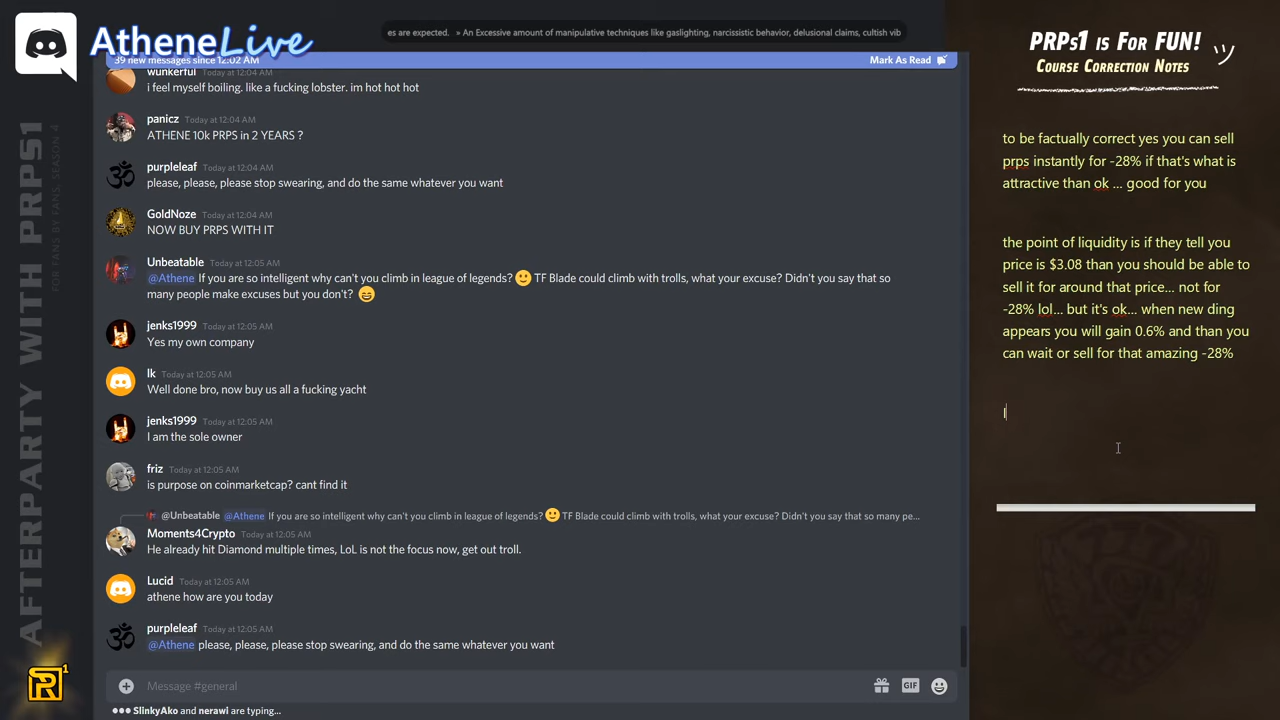 AtheneLive
es are expected. » An Excessive amount of manipulative techniques like gaslighting, narcissistic behavior, delusional claims, cultish vib
39 new messages since 12:02 AM
Mark As Read
wunkerful Today at 12:04 AM
i feel myself boiling. like a fucking lobster. im hot hot hot
panicz Today at 12:04 AM
ATHENE 10k PRPS in 2 YEARS ?
purpleleaf Today at 12:04 AM
please, please, please stop swearing, and do the same whatever you want
GoldNoze Today at 12:04 AM
NOW BUY PRPS WITH IT
Unbeatable Today at 12:05 AM
@Athene If you are so intelligent why can't you climb in league of legends? 🙂 TF Blade could climb with trolls, what your excuse? Didn't you say that so
many people make excuses but you don't? 😄
jenks1999 Today at 12:05 AM
Yes my own company
lk Today at 12:05 AM
Well done bro, now buy us all a fucking yacht
jenks1999 Today at 12:05 AM
I am the sole owner
friz Today at 12:05 AM
is purpose on coinmarketcap? cant find it
@Unbeatable @Athene If you are so intelligent why can't you climb in league of legends? 🙂 TF Blade could climb with trolls, what your excuse? Didn't you say that so many pe...
Moments4Crypto Today at 12:05 AM
He already hit Diamond multiple times, LoL is not the focus now, get out troll.
Lucid Today at 12:05 AM
athene how are you today
purpleleaf Today at 12:05 AM
@Athene please, please, please stop swearing, and do the same whatever you want
Message #general
GIF
SlinkyAko and nerawl are typing...
AFTERPARTY WITH PRPS1
FOR FANS BY FANS, SEASON 4
R1
PRPs1 is For FUN! ツ
Course Correction Notes
to be factually correct yes you can sell
prps instantly for -28% if that's what is
attractive than ok ... good for you
the point of liquidity is if they tell you
price is $3.08 than you should be able to
sell it for around that price... not for
-28% lol... but it's ok... when new ding
appears you will gain 0.6% and than you
can wait or sell for that amazing -28%